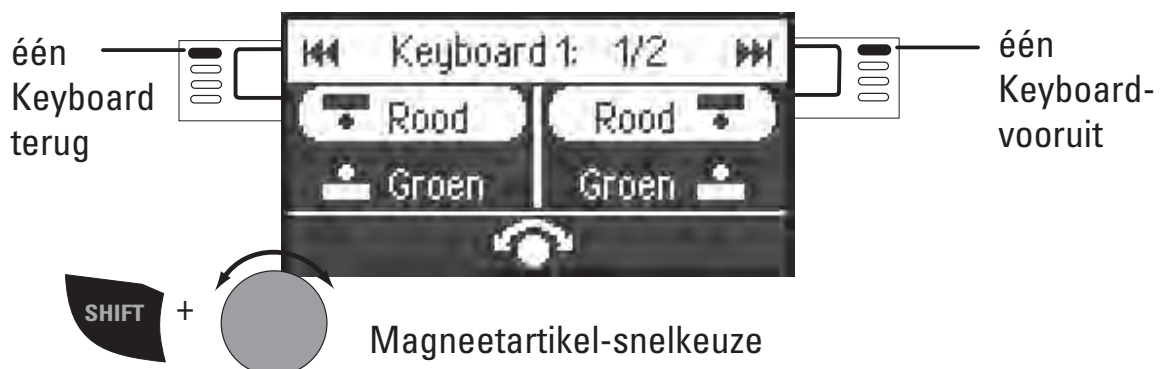 één
Keyboard
terug
Keyboard 1: 1/2
Rood Rood
Groen Groen
één
Keyboard-
vooruit
SHIFT +
Magneetartikel-snelkeuze